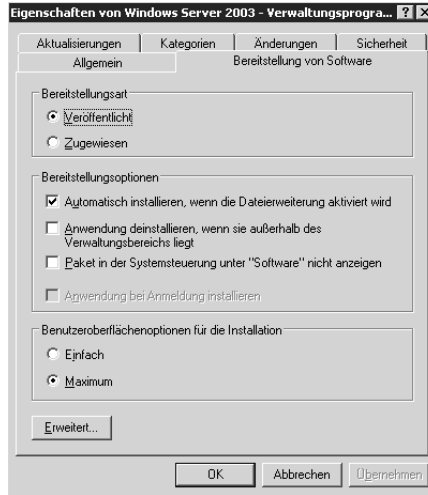 Eigenschaften von Windows Server 2003 - Verwaltungsprogra...
Aktualisierungen Kategorien Änderungen Sicherheit
Allgemein Bereitstellung von Software
Bereitstellungsart
Veröffentlicht
Zugewiesen
Bereitstellungsoptionen
Automatisch installieren, wenn die Dateierweiterung aktiviert wird
Anwendung deinstallieren, wenn sie außerhalb des
Verwaltungsbereichs liegt
Paket in der Systemsteuerung unter "Software" nicht anzeigen
Anwendung bei Anmeldung installieren
Benutzeroberflächenoptionen für die Installation
Einfach
Maximum
Erweitert...
OK Abbrechen Übernehmen